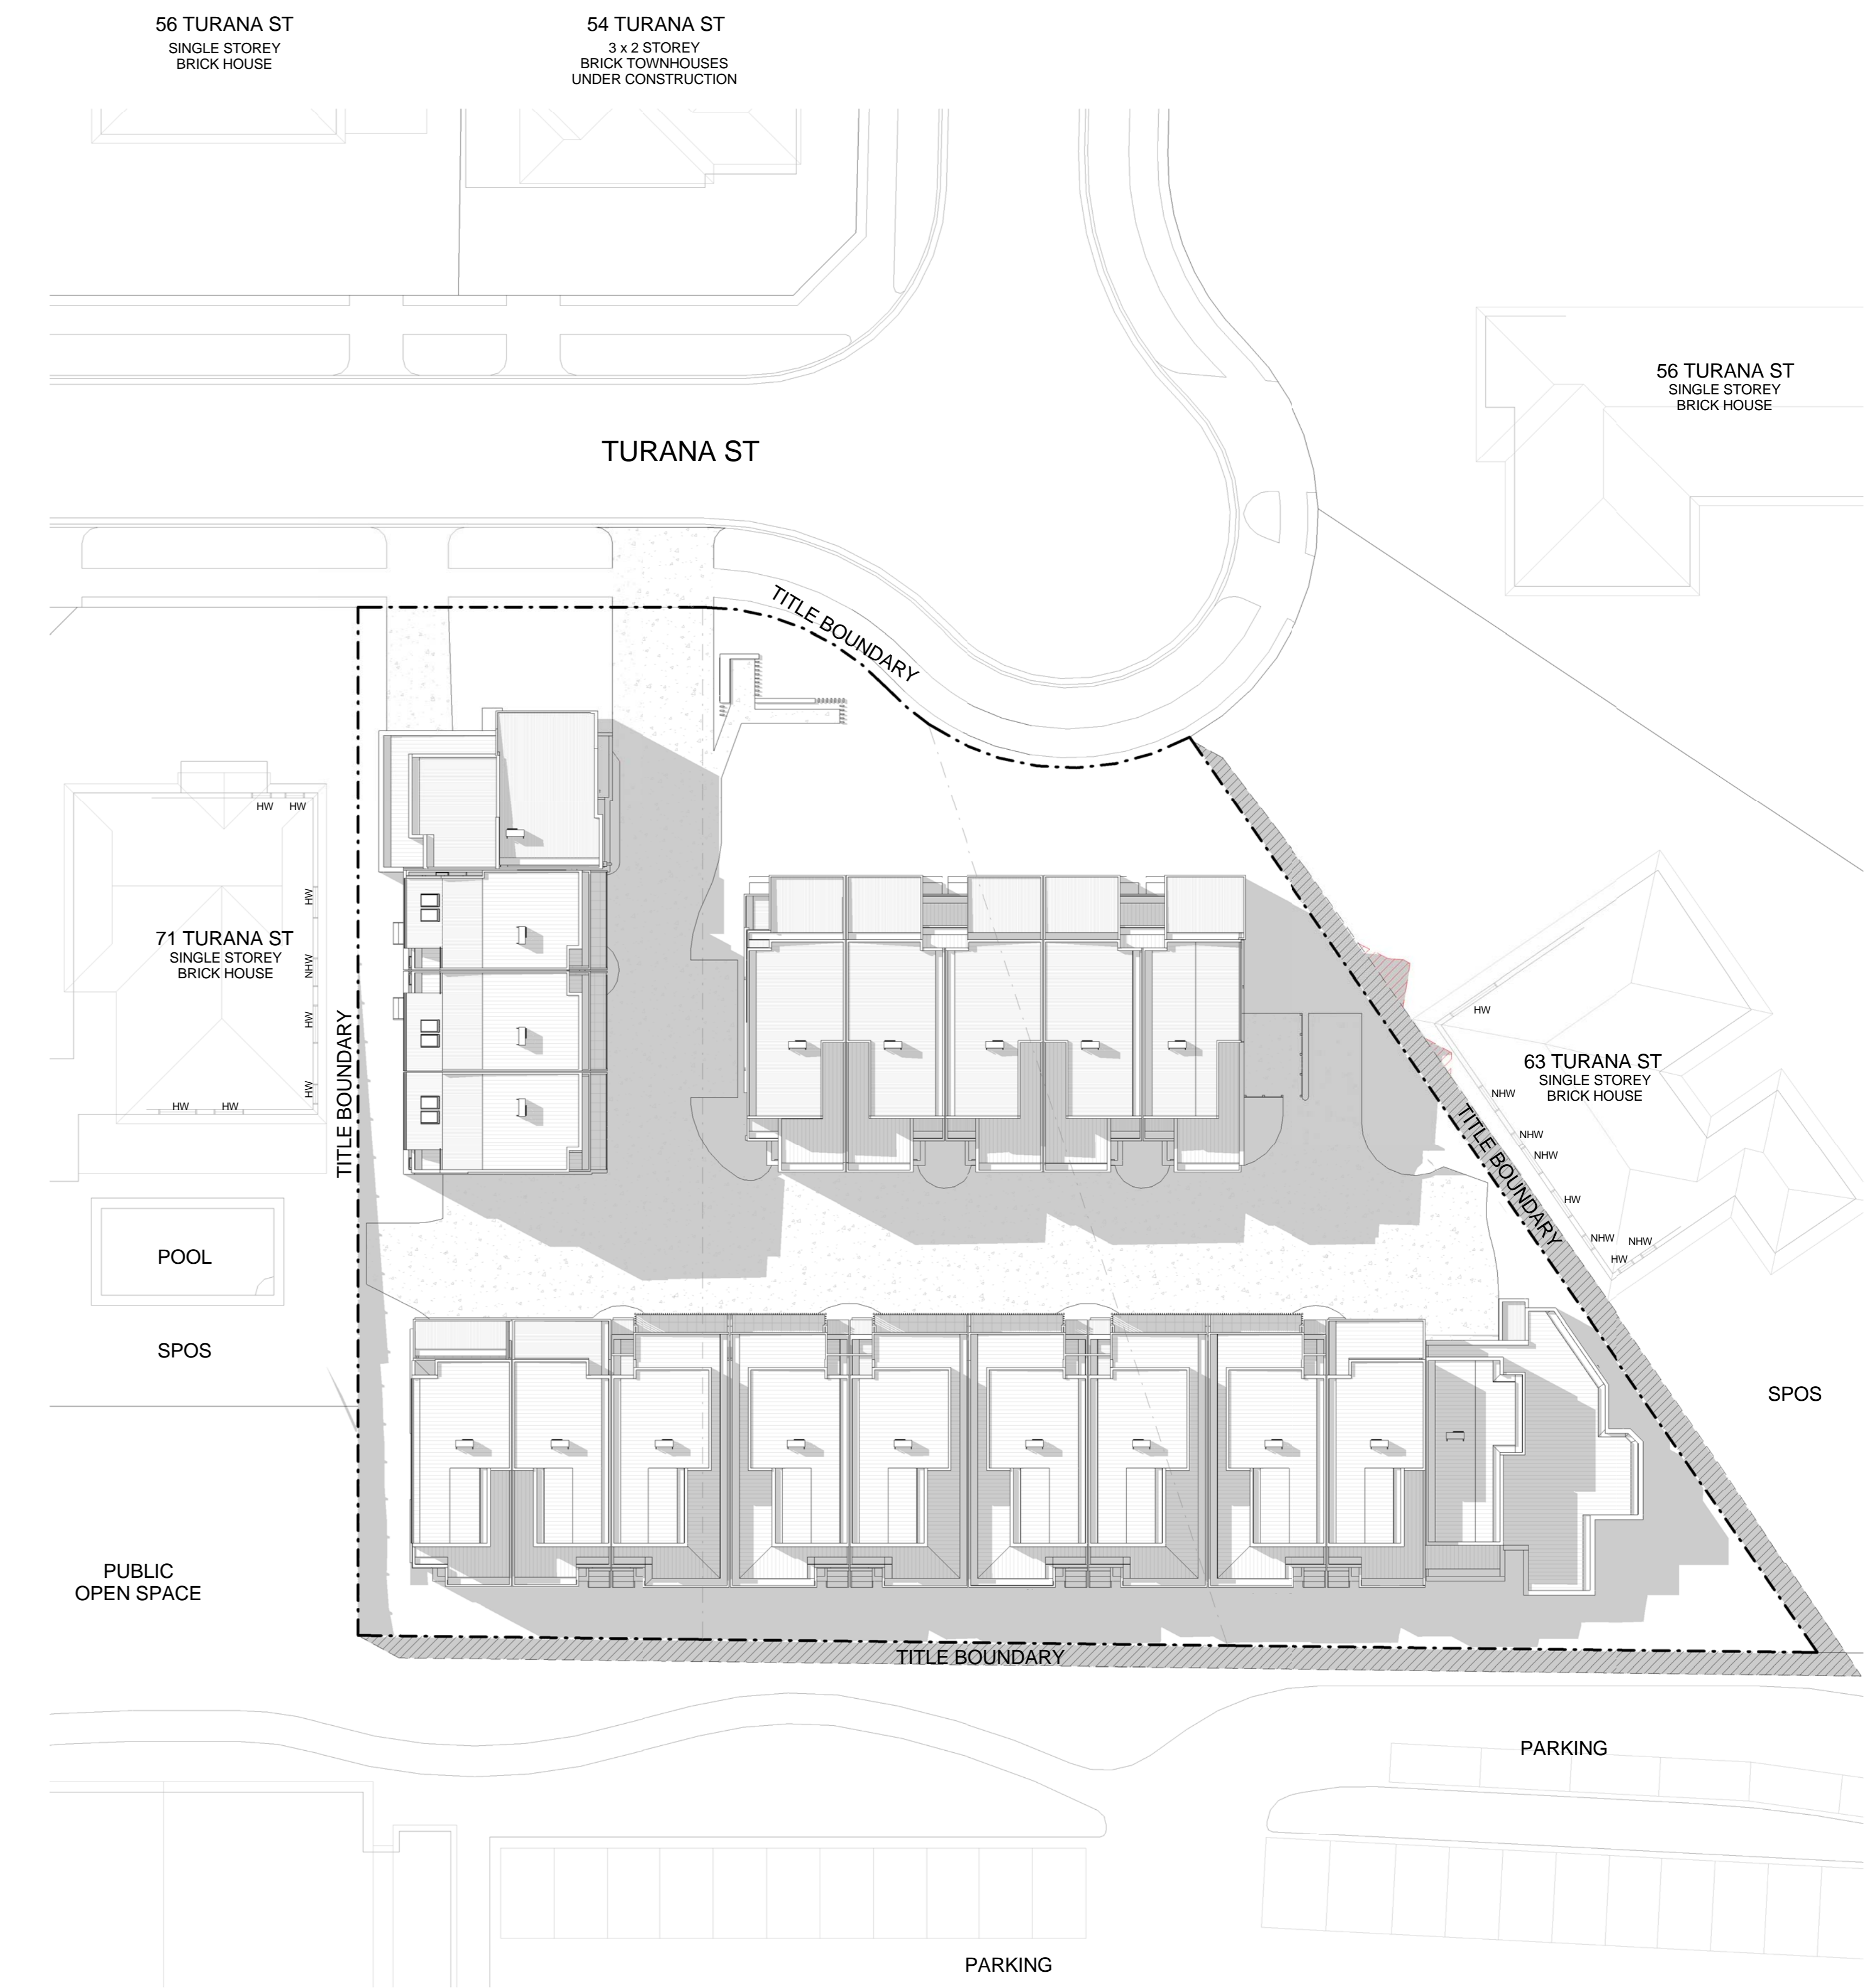 56 TURANA ST
SINGLE STOREY
BRICK HOUSE
54 TURANA ST
3 x 2 STOREY
BRICK TOWNHOUSES
UNDER CONSTRUCTION
56 TURANA ST
SINGLE STOREY
BRICK HOUSE
TURANA ST
TITLE BOUNDARY
HW
HW
HW
71 TURANA ST
SINGLE STOREY
BRICK HOUSE
NHW
HW
HW
HW
HW
TITLE BOUNDARY
HW
63 TURANA ST
SINGLE STOREY
BRICK HOUSE
NHW
NHW
NHW
HW
NHW
NHW
HW
TITLE BOUNDARY
POOL
SPOS
SPOS
PUBLIC
OPEN SPACE
TITLE BOUNDARY
PARKING
PARKING